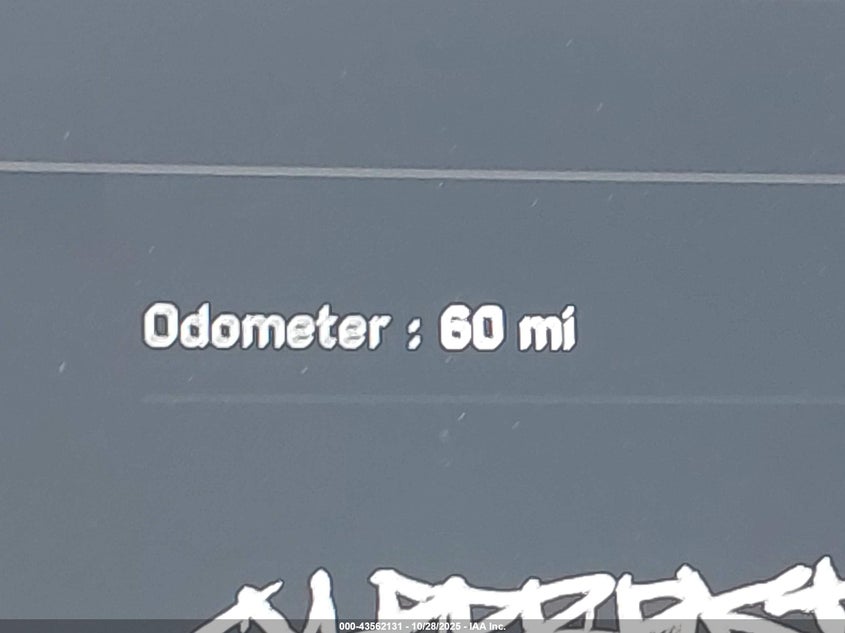 Odometer : 60 mi
000-43562131 - 10/28/2025 - IAA Inc.